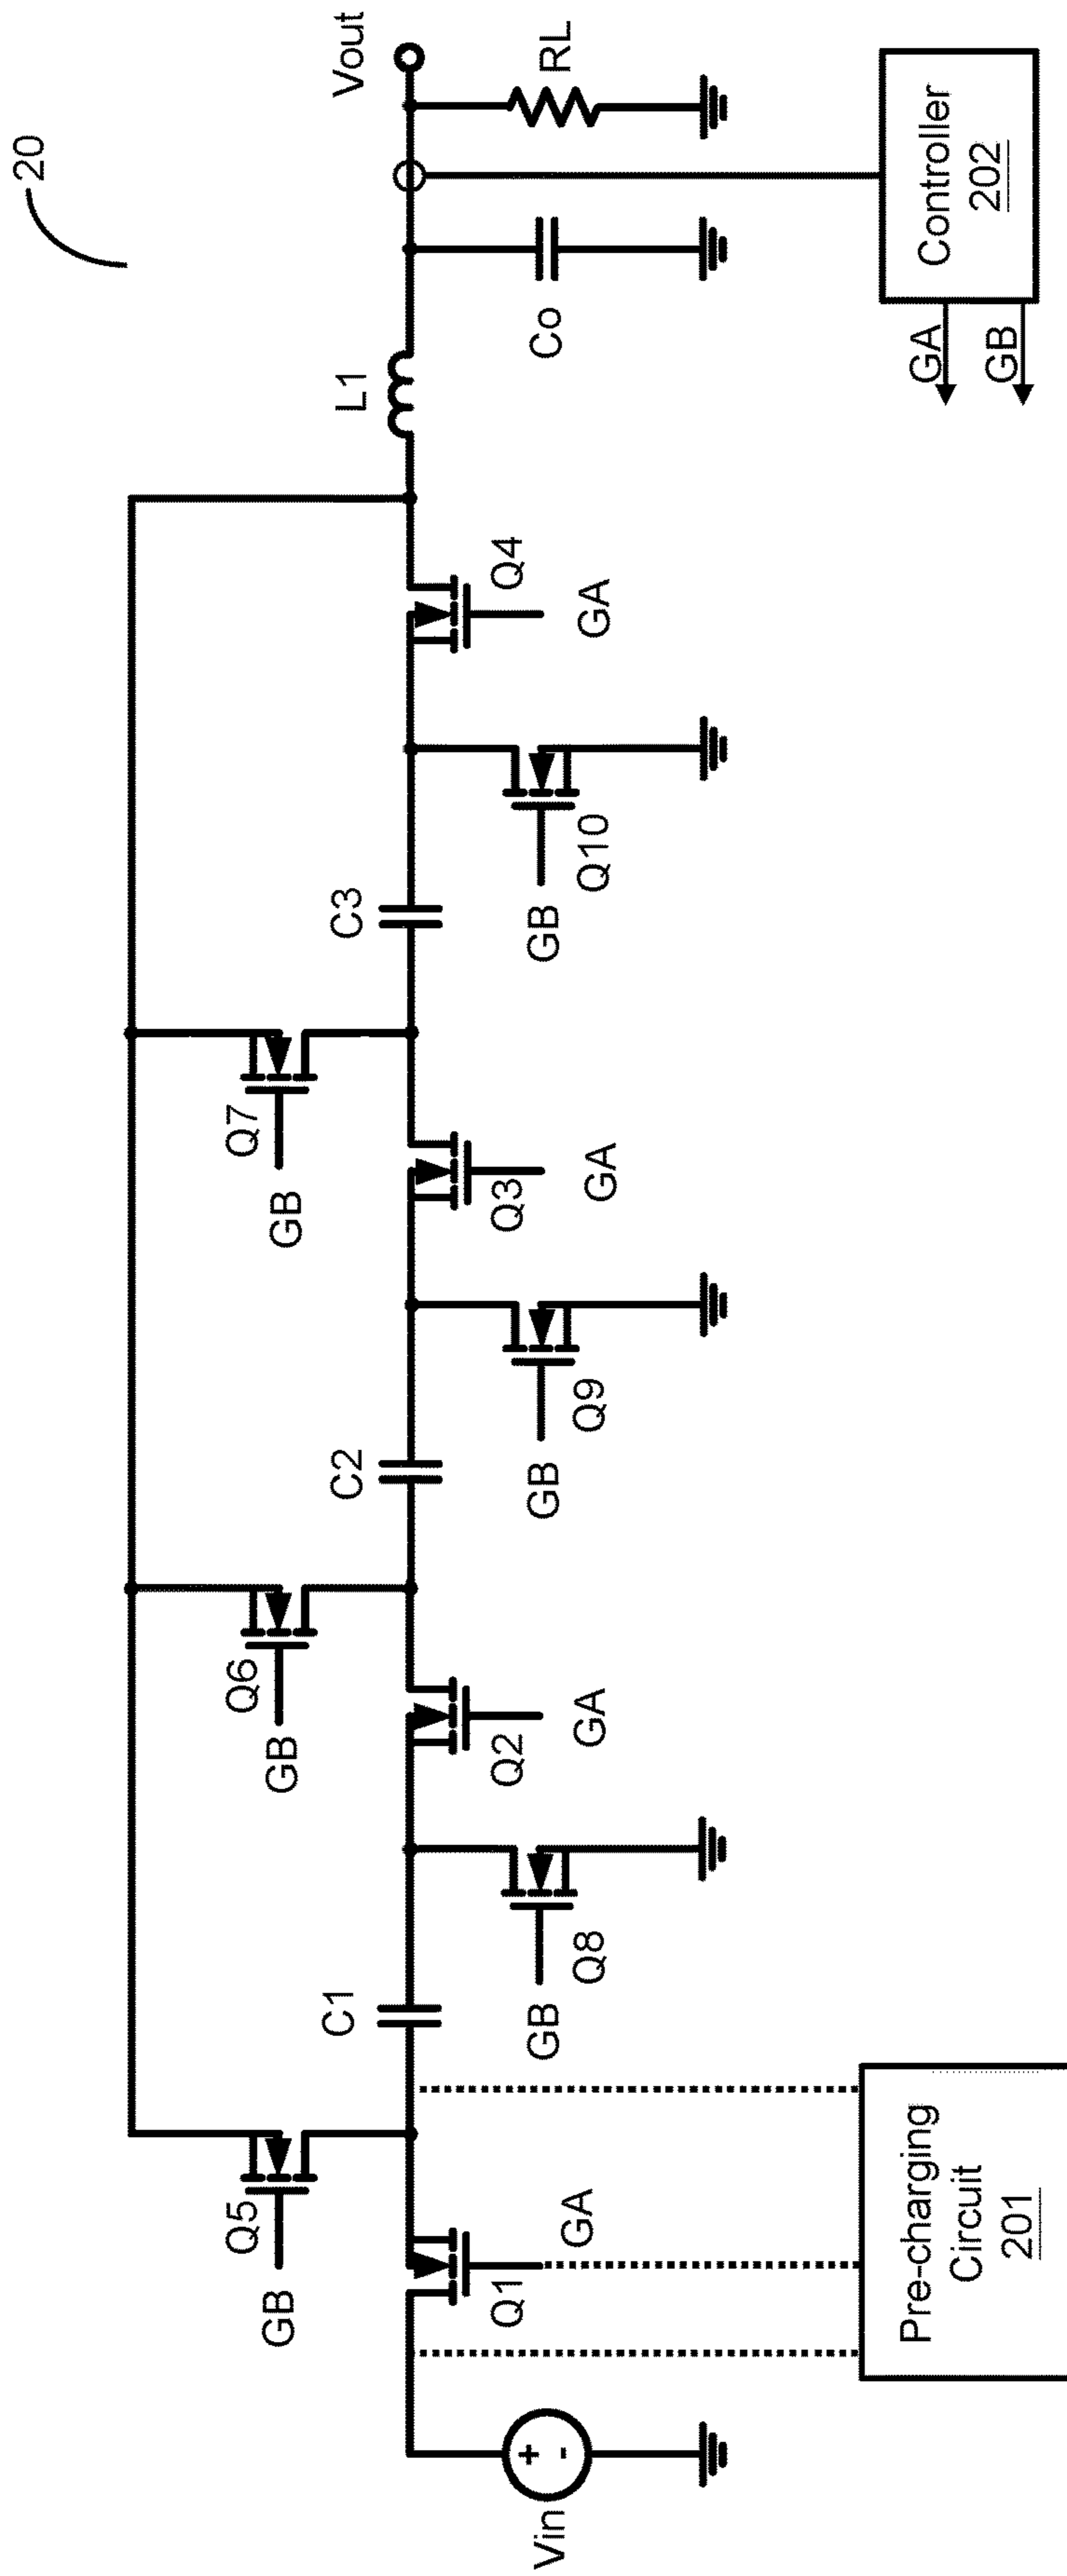 20
Vout
RL
L1
Co
Controller
202
GA
GB
Q4
GA
Q10
GB
C3
Q7
GB
Q3
GA
Q9
GB
C2
Q6
GB
Q2
GA
Q8
GB
C1
Q5
GB
Q1
GA
Pre-charging
Circuit
201
+
-
Vin